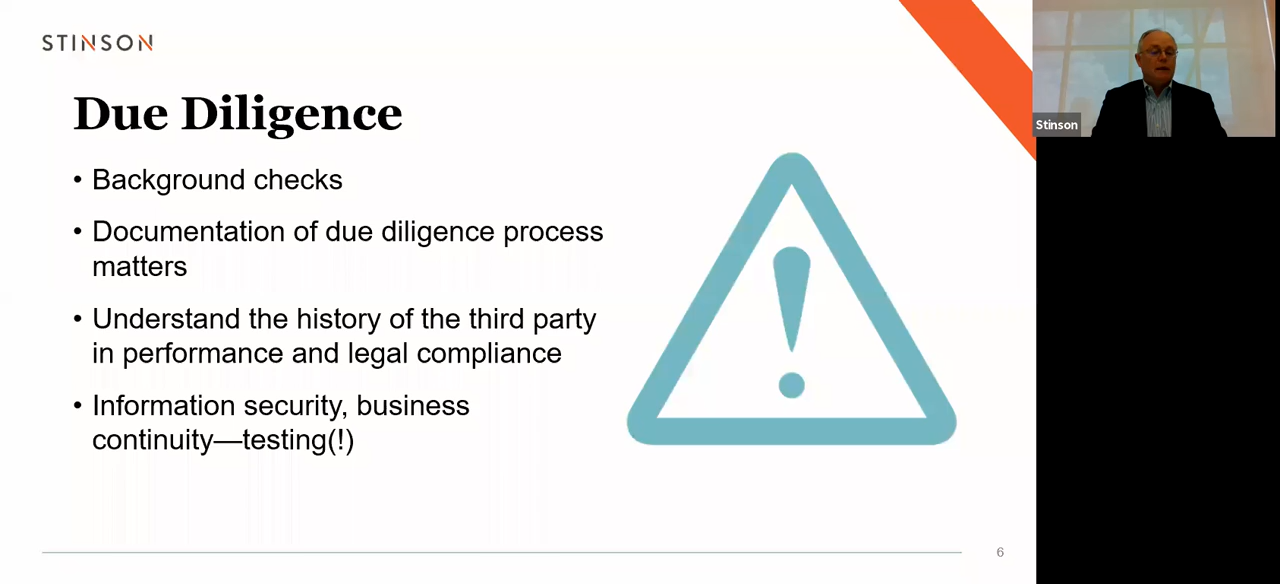 STINSON
Due Diligence
• Background checks
• Documentation of due diligence process
matters
• Understand the history of the third party
in performance and legal compliance
• Information security, business
continuity—testing(!)
6
Stinson